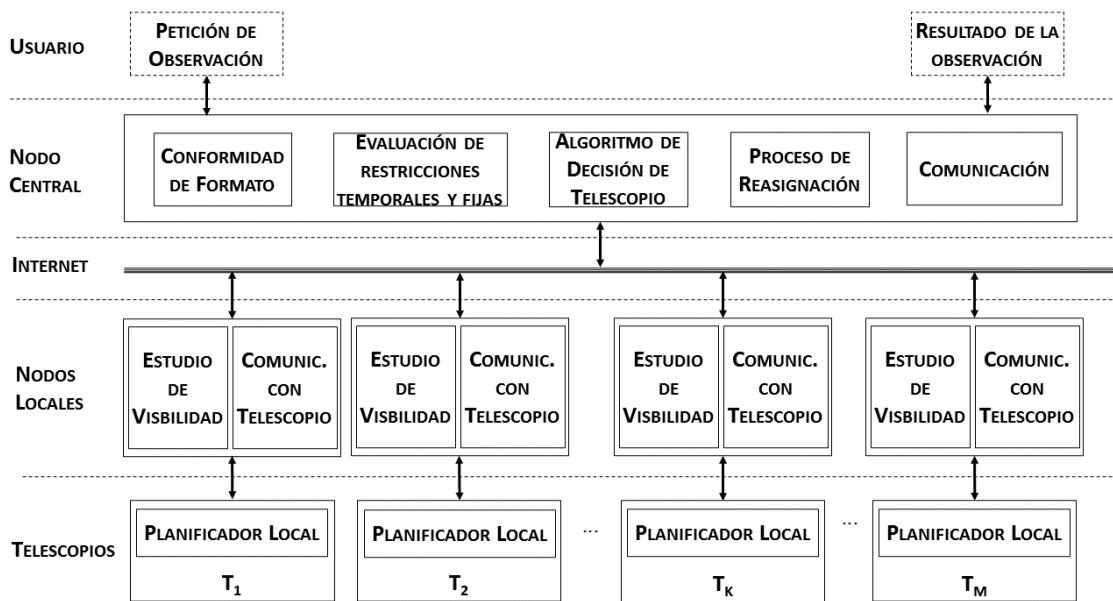 USUARIO
PETICIÓN DE
OBSERVACIÓN
RESULTADO DE LA
OBSERVACIÓN
NODO
CENTRAL
CONFORMIDAD
DE FORMATO
EVALUACIÓN DE
RESTRICCIONES
TEMPORALES Y FIJAS
ALGORITMO DE
DECISIÓN DE
TELESCOPIO
PROCESO DE
REASIGNACIÓN
COMUNICACIÓN
INTERNET
NODOS
LOCALES
ESTUDIO
DE
VISBILIDAD
COMUNIC.
CON
TELESCOPIO
ESTUDIO
DE
VISBILIDAD
COMUNIC.
CON
TELESCOPIO
ESTUDIO
DE
VISBILIDAD
COMUNIC.
CON
TELESCOPIO
ESTUDIO
DE
VISBILIDAD
COMUNIC.
CON
TELESCOPIO
TELESCOPIOS
PLANIFICADOR LOCAL
T1
PLANIFICADOR LOCAL
T2
...
PLANIFICADOR LOCAL
TK
...
PLANIFICADOR LOCAL
TM